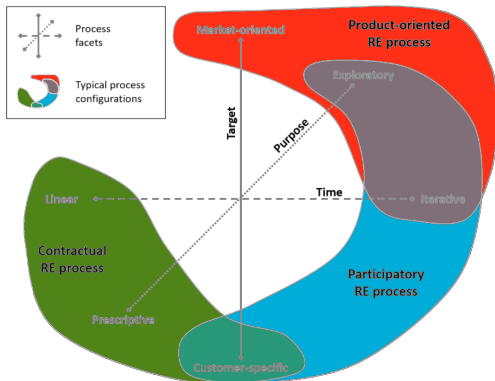 Process
facets
Typical process
configurations
Market-oriented
Product-oriented
RE process
Exploratory
Target
Purpose
Time
Linear
Iterative
Contractual
RE process
Participatory
RE process
Prescriptive
Customer-specific